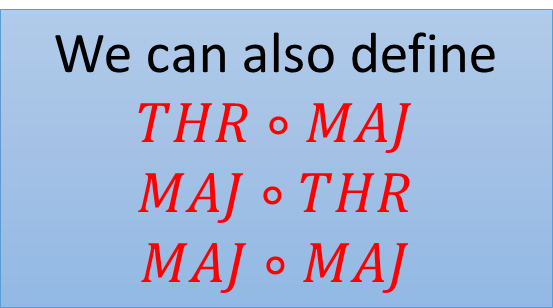 We can also define
THR ∘ MAJ
MAJ ∘ THR
MAJ ∘ MAJ